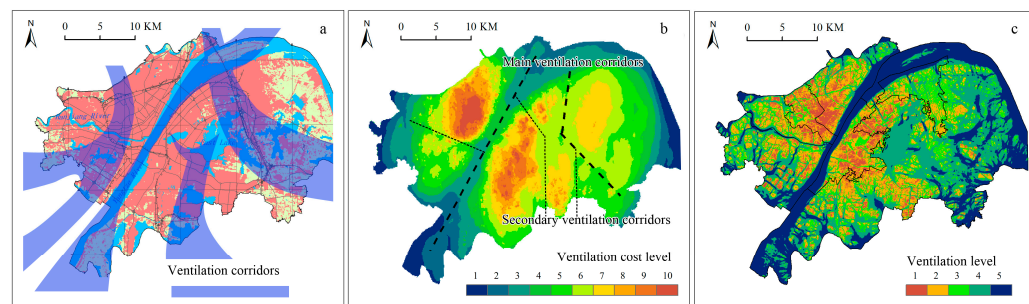 N
0 5 10 KM
a
Ventilation corridors
N
0 5 10 KM
b
Main ventilation corridors
Secondary ventilation corridors
Ventilation cost level
1 2 3 4 5 6 7 8 9 10
N
0 5 10 KM
c
Ventilation level
1 2 3 4 5